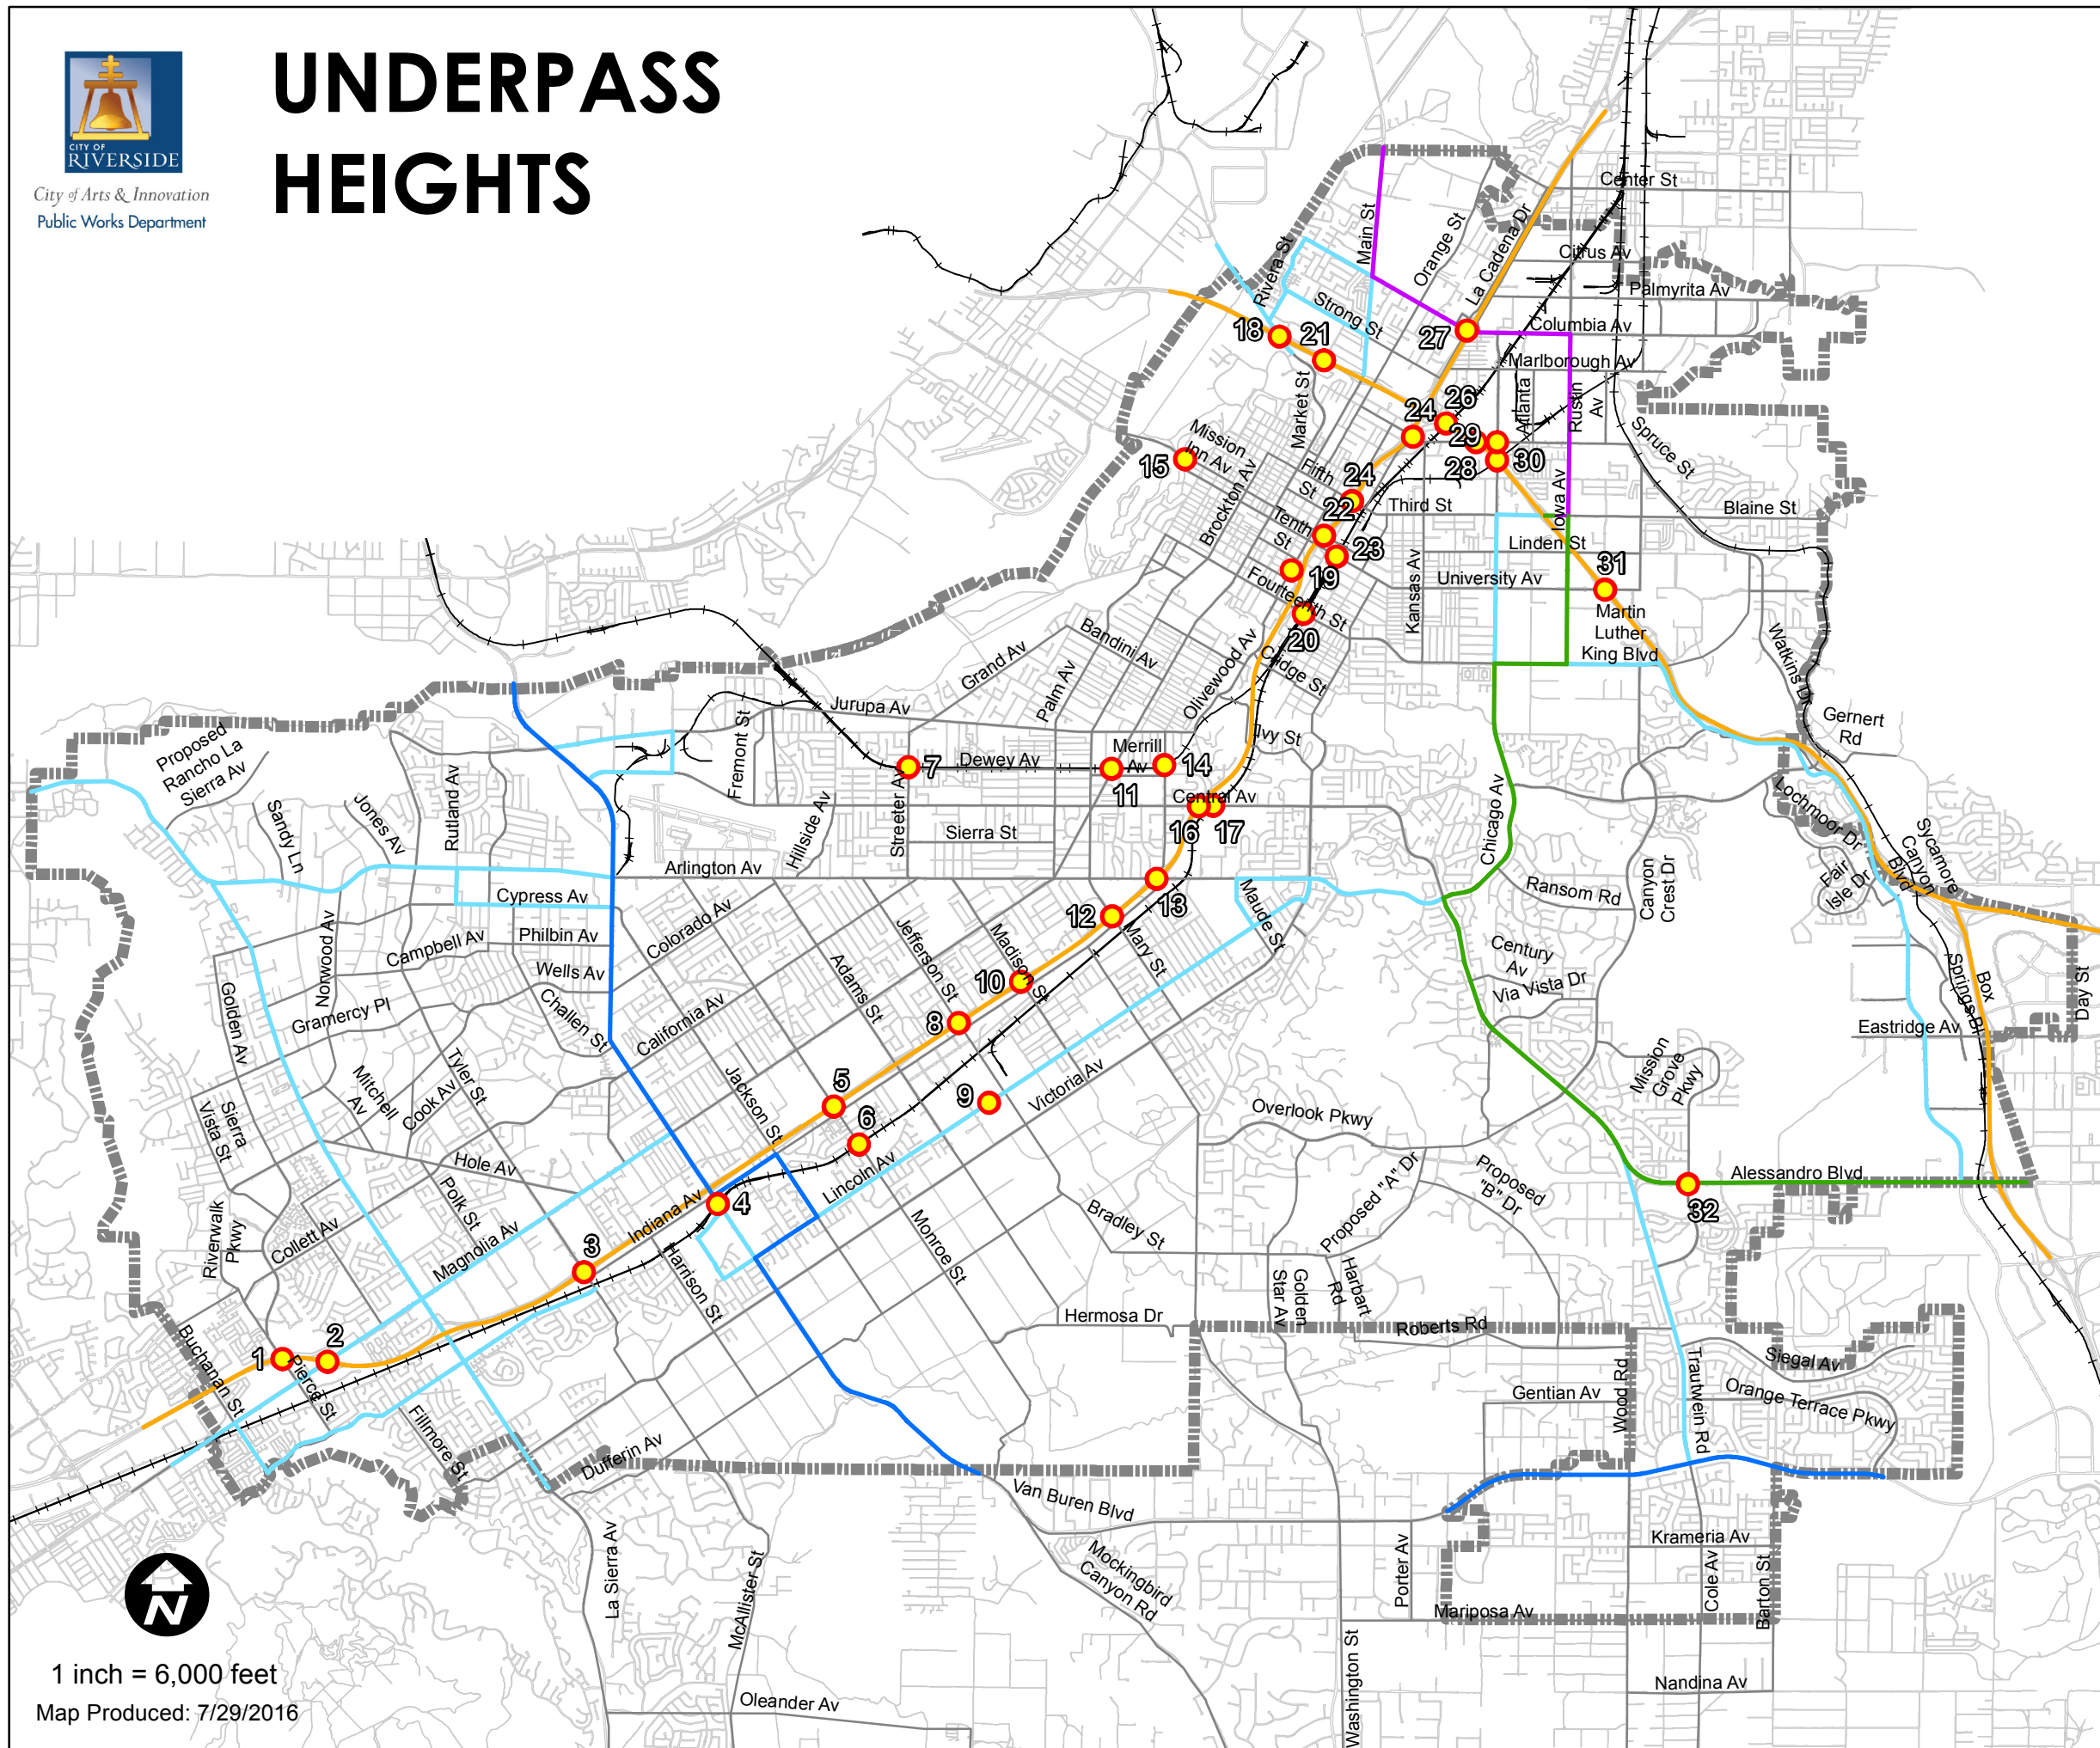 UNDERPASS
HEIGHTS
CITY OF
RIVERSIDE
City of Arts & Innovation
Public Works Department
Center St
Main St
Orange St
La Cadena Dr
Citrus Av
Rivera St
Palmyrita Av
Strong St
Columbia Av
18
21
27
Marlborough Av
Market St
Atlanta
Rustin
Av
26
24
Mission
Inn Av
29
Spruce St
15
28
30
Fifth
St
24
Brockton Av
22
Third St
Iowa Av
Blaine St
Tenth
St
Linden St
23
Kansas Av
31
19
University Av
Fourteenth St
Martin
Luther
King Blvd
20
Bandini Av
Grand Av
Olivewood Av
Cridge St
Watkins Dr
Palm Av
Jurupa Av
Gernert
Rd
Proposed
Rancho La
Sierra Av
Fremont St
Ivy St
Merrill
Av
7
Dewey Av
14
11
Central Av
Lochmoor Dr
Sandy Ln
Jones Av
Rutland Av
Hillside Av
Streeter Av
Sierra St
16
17
Chicago Av
Sycamore
Canyon
Blvd
Fair
Isle Dr
Arlington Av
Cypress Av
Maude St
Ransom Rd
Canyon
Crest Dr
13
12
Colorado Av
Jefferson St
Madison St
Mary St
Norwood Av
Campbell Av
Philbin Av
Wells Av
Adams St
Century
Av
Via Vista Dr
Box
Springs Bl
Day St
10
Golden Av
Gramercy Pl
Challen St
California Av
8
Eastridge Av
Mission
Grove
Pkwy
Tyler St
Mitchell
Av
Cook Av
Jackson St
5
9
Victoria Av
Overlook Pkwy
Sierra
Vista St
6
Hole Av
Lincoln Av
Alessandro Blvd
Proposed "A" Dr
Proposed
"B" Dr
32
Polk St
Indiana Av
4
Riverwalk
Pkwy
Collett Av
Magnolia Av
3
Harrison St
Monroe St
Bradley St
Golden
Star Av
Harbart
Rd
Hermosa Dr
Roberts Rd
Buchanan St
1
2
Pierce St
Siegal Av
Wood Rd
Trautwein Rd
Gentian Av
Orange Terrace Pkwy
Fillmore St
Dufferin Av
Van Buren Blvd
La Sierra Av
McAllister St
Mockingbird
Canyon Rd
Porter Av
Krameria Av
Cole Av
Barton St
Mariposa Av
Washington St
Nandina Av
Oleander Av
N
1 inch = 6,000 feet
Map Produced: 7/29/2016